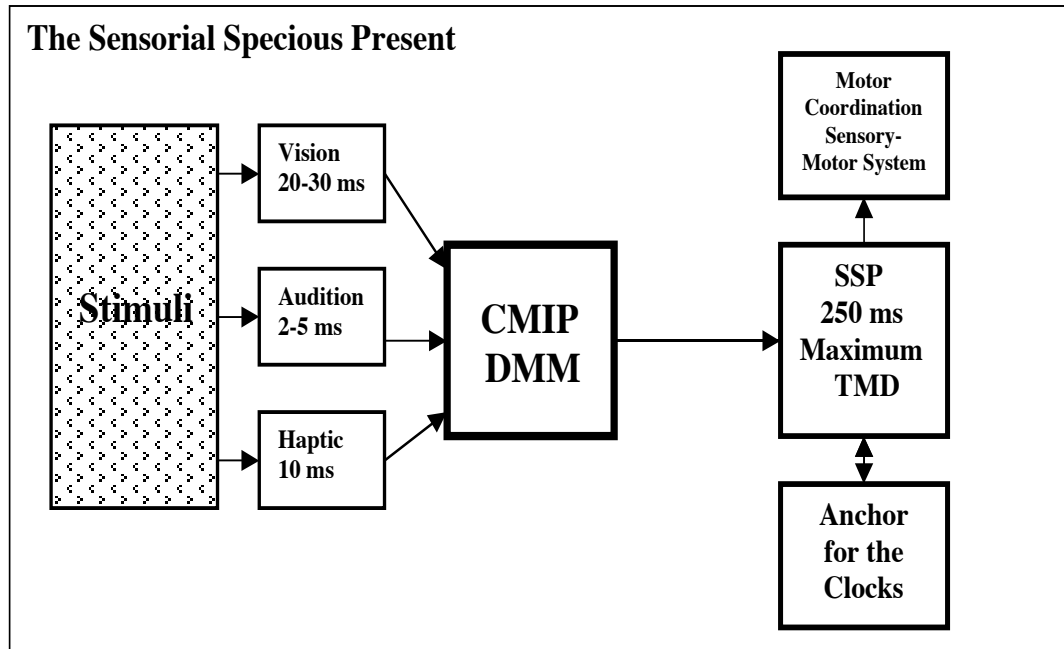 The Sensorial Specious Present
Stimuli
Vision
20-30 ms
Audition
2-5 ms
Haptic
10 ms
CMIP
DMM
Motor
Coordination
Sensory-
Motor System
SSP
250 ms
Maximum
TMD
Anchor
for the
Clocks